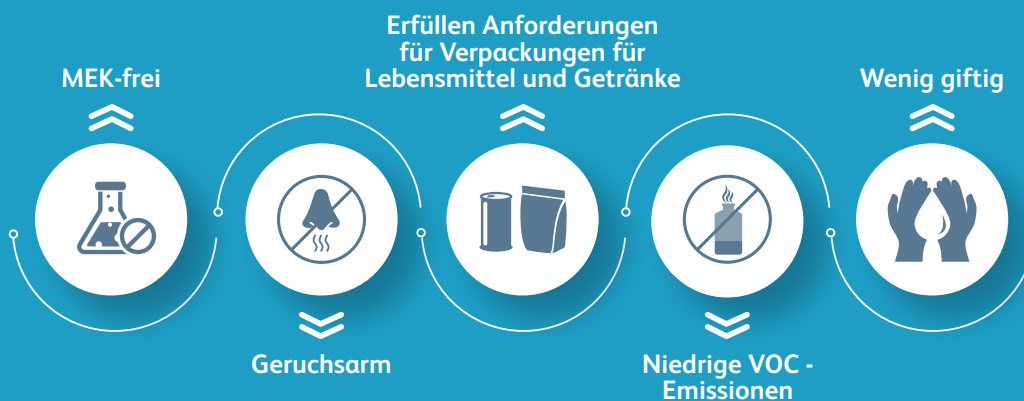 MEK-frei
Geruchsarm
Erfüllen Anforderungen
für Verpackungen für
Lebensmittel und Getränke
Niedrige VOC -
Emissionen
Wenig giftig